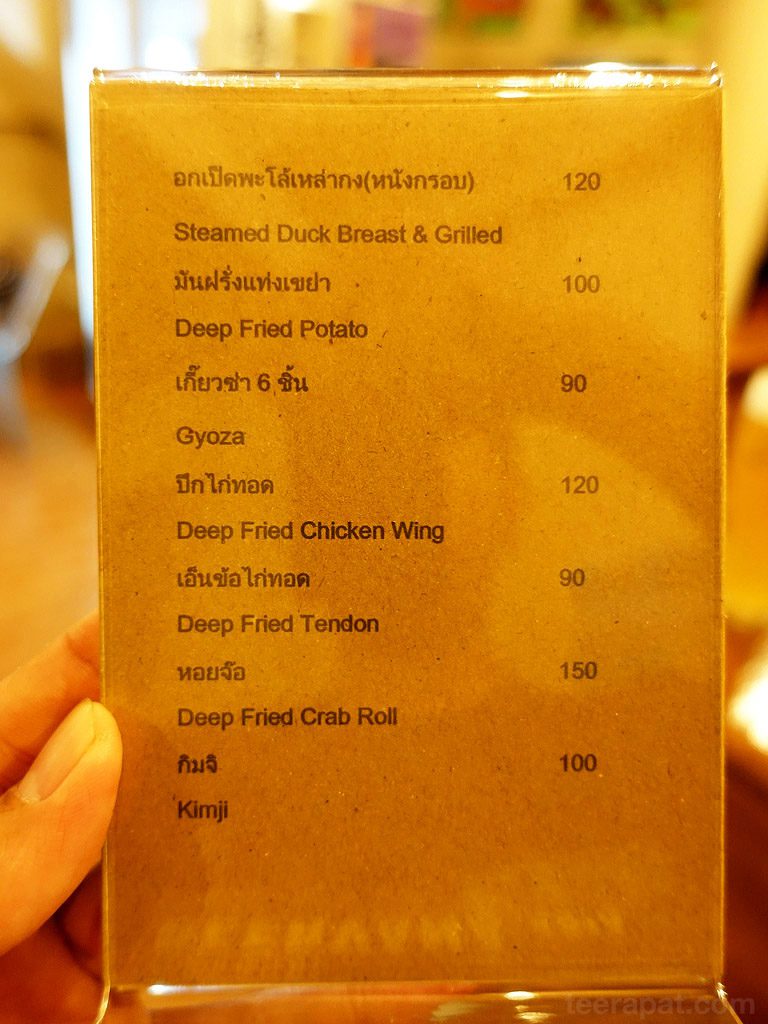 อกเป็ดพะโล้เหล่ากง(หนังกรอบ) 120
Steamed Duck Breast & Grilled
มันฝรั่งแท่งเขย่า 100
Deep Fried Potato
เกี๊ยวซ่า 6 ชิ้น 90
Gyoza
ปีกไก่ทอด 120
Deep Fried Chicken Wing
เอ็นข้อไก่ทอด 90
Deep Fried Tendon
หอยจ๊อ 150
Deep Fried Crab Roll
กิมจิ 100
Kimji
teerapat.com